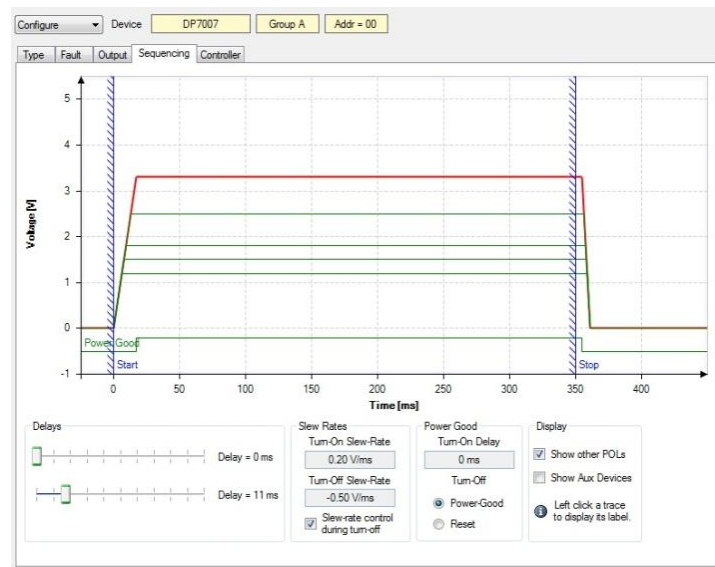 Configure Device DP7007 Group A Addr = 00
Type Fault Output Sequencing Controller
5
4
3
2
1
0
-1
Voltage [V]
Power Good
Start
Stop
0 50 100 150 200 250 300 350 400
Time [ms]
Delays
Delay = 0 ms
Delay = 11 ms
Slew Rates
Turn-On Slew-Rate
0.20 V/ms
Turn-Off Slew-Rate
-0.50 V/ms
Slew-rate control
during turn-off
Power Good
Turn-On Delay
0 ms
Turn-Off
Power-Good
Reset
Display
Show other POLs
Show Aux Devices
Left click a trace
to display its label.